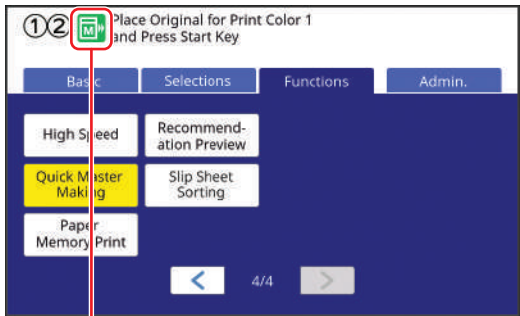 ①② M Place Original for Print Color 1
and Press Start Key
Basic Selections Functions Admin.
High Speed
Recommend-
ation Preview
Quick Master
Making
Slip Sheet
Sorting
Paper
Memory Print
4/4